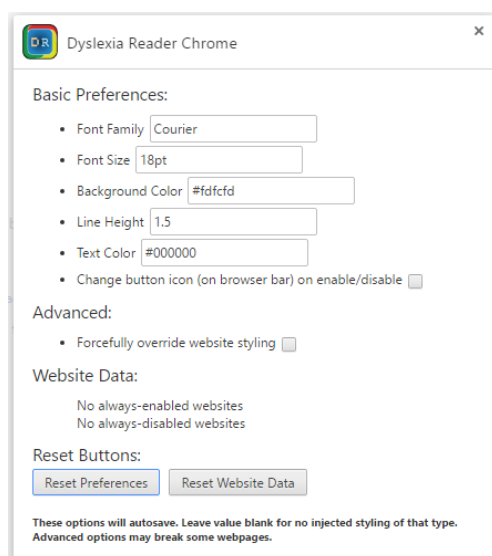 DR Dyslexia Reader Chrome ×
Basic Preferences:
• Font Family Courier
• Font Size 18pt
• Background Color #fdfcfd
• Line Height 1.5
• Text Color #000000
• Change button icon (on browser bar) on enable/disable
Advanced:
• Forcefully override website styling
Website Data:
No always-enabled websites
No always-disabled websites
Reset Buttons:
Reset Preferences Reset Website Data
These options will autosave. Leave value blank for no injected styling of that type.
Advanced options may break some webpages.